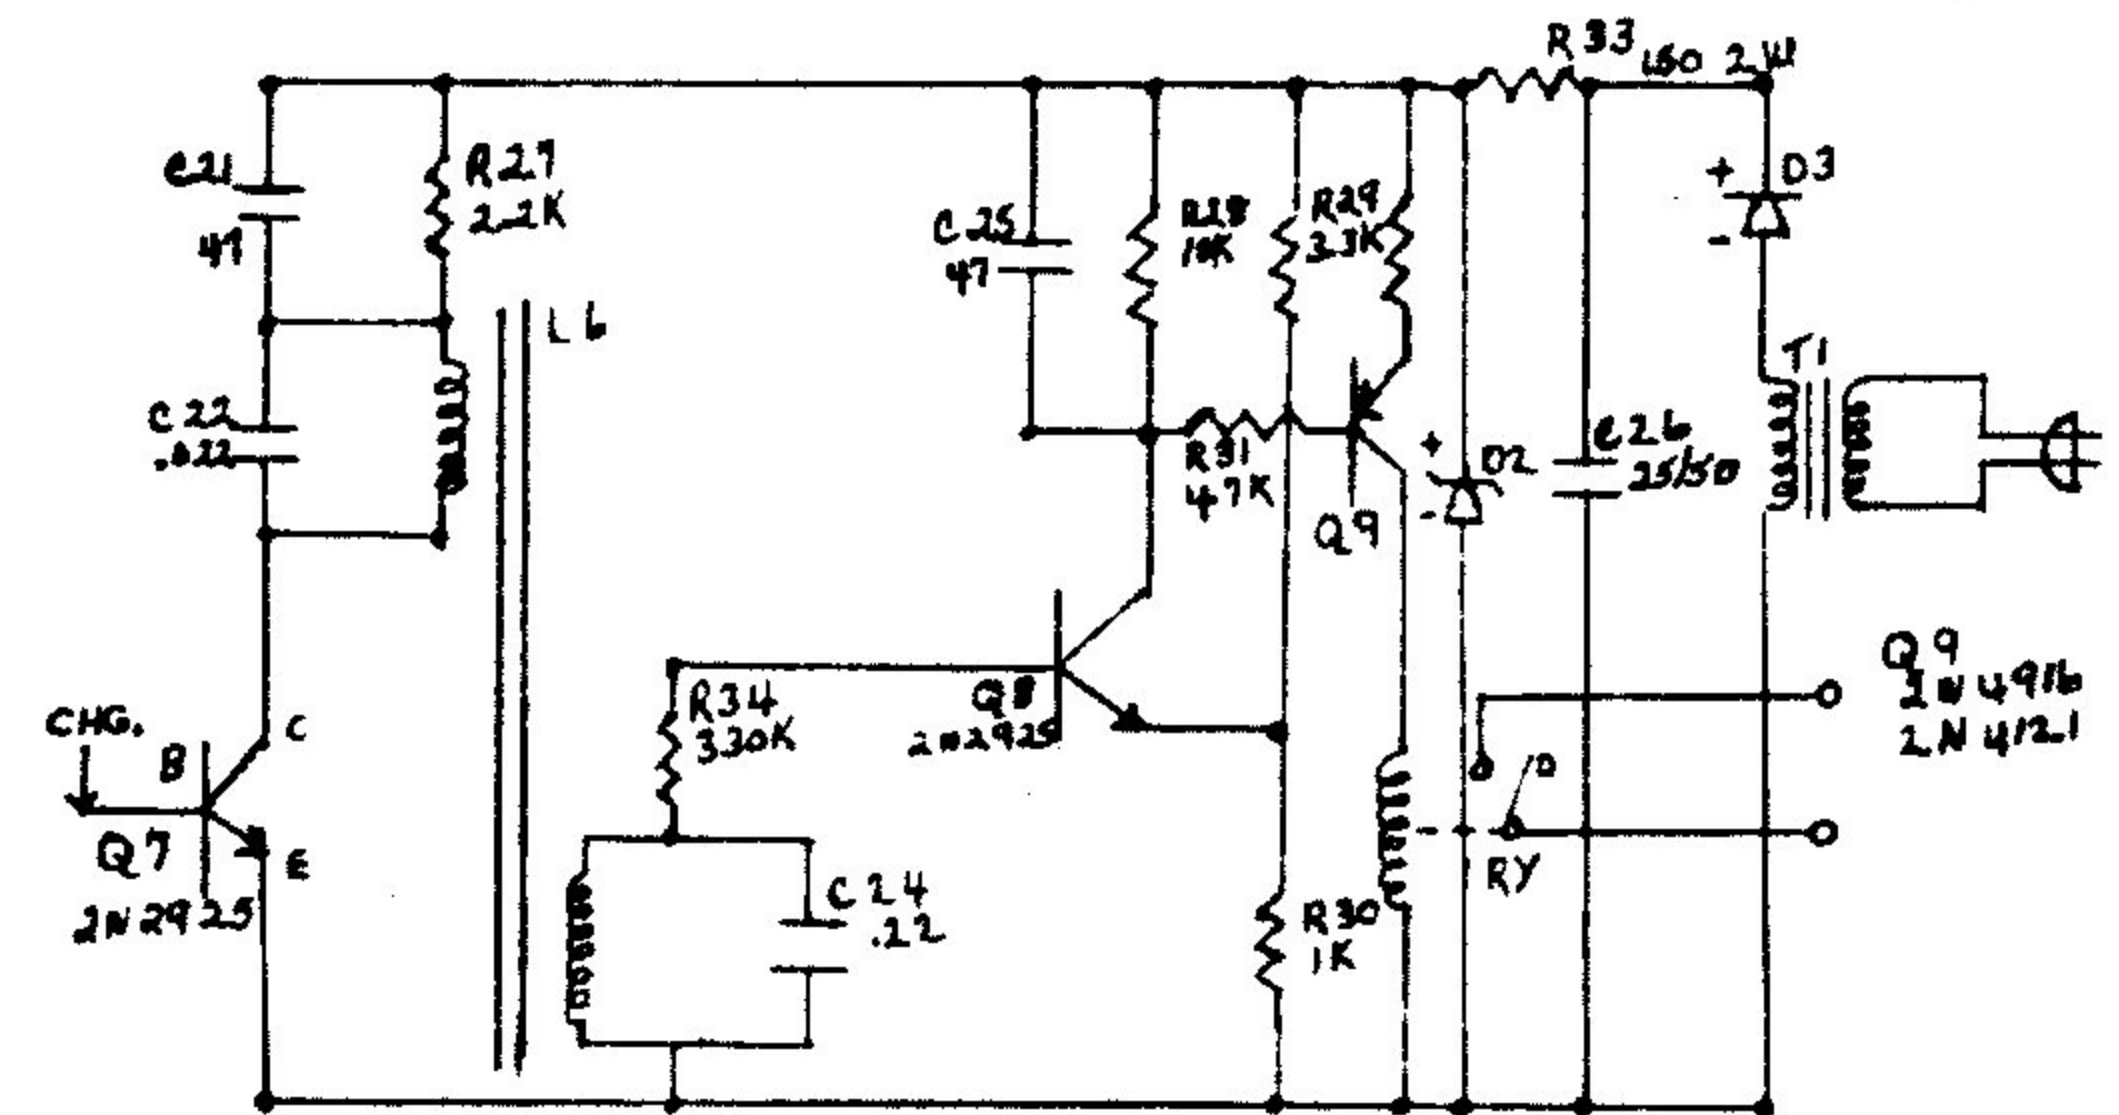 R33
150 2W
C21
47
R27
2.2K
D3
+
-
C25
47
R28
18K
R29
3.3K
L6
T1
C22
.022
R31
47K
Q9
+
D2
-
C26
25/50
Q9
2N4916
2N4121
CHG.
B
C
E
Q7
2N2925
R34
330K
Q8
2N2925
C24
.22
R30
1K
RY